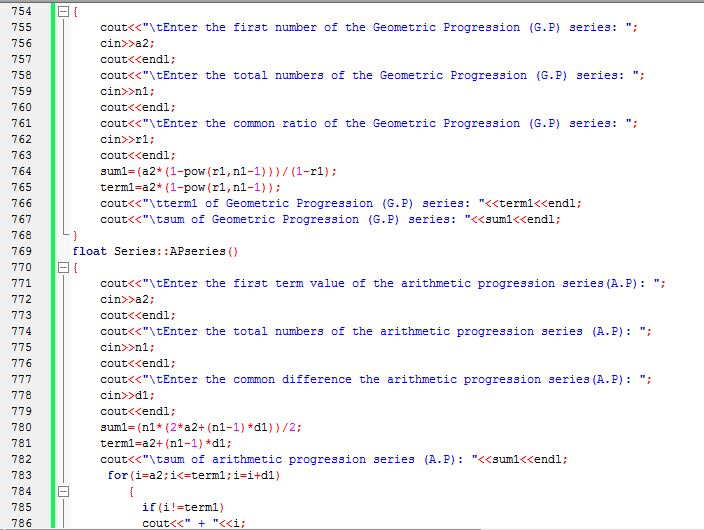 754 {
755 cout<<"\tEnter the first number of the Geometric Progression (G.P) series: ";
756 cin>>a2;
757 cout<<endl;
758 cout<<"\tEnter the total numbers of the Geometric Progression (G.P) series: ";
759 cin>>n1;
760 cout<<endl;
761 cout<<"\tEnter the common ratio of the Geometric Progression (G.P) series: ";
762 cin>>r1;
763 cout<<endl;
764 sum1=(a2*(1-pow(r1,n1-1)))/(1-r1);
765 term1=a2*(1-pow(r1,n1-1));
766 cout<<"\tterm1 of Geometric Progression (G.P) series: "<<term1<<endl;
767 cout<<"\tsum of Geometric Progression (G.P) series: "<<sum1<<endl;
768 }
769 float Series::APseries()
770 {
771 cout<<"\tEnter the first term value of the arithmetic progression series(A.P): ";
772 cin>>a2;
773 cout<<endl;
774 cout<<"\tEnter the total numbers of the arithmetic progression series (A.P): ";
775 cin>>n1;
776 cout<<endl;
777 cout<<"\tEnter the common difference the arithmetic progression series(A.P): ";
778 cin>>d1;
779 cout<<endl;
780 sum1=(n1*(2*a2+(n1-1)*d1))/2;
781 term1=a2+(n1-1)*d1;
782 cout<<"\tsum of arithmetic progression series (A.P): "<<sum1<<endl;
783 for(i=a2;i<=term1;i=i+d1)
784 {
785 if(i!=term1)
786 cout<<" + "<<i;